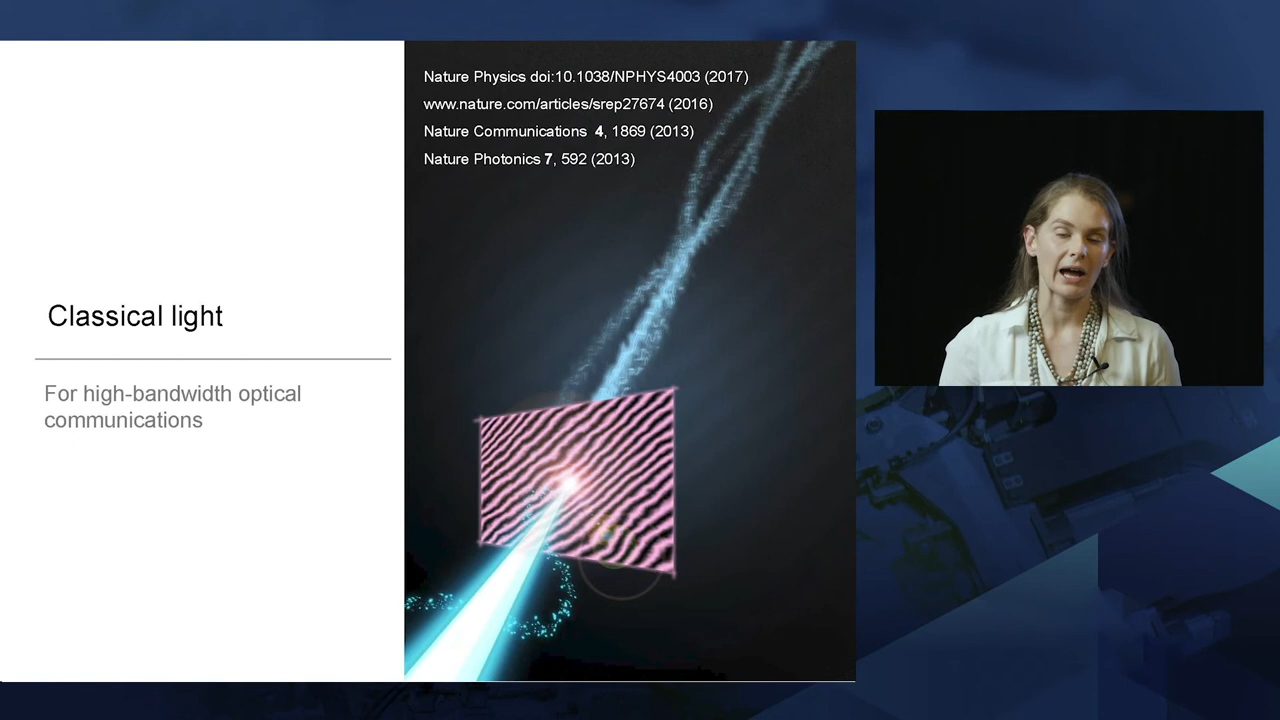 Classical light
For high-bandwidth optical
communications
Nature Physics doi:10.1038/NPHYS4003 (2017)
www.nature.com/articles/srep27674 (2016)
Nature Communications 4, 1869 (2013)
Nature Photonics 7, 592 (2013)